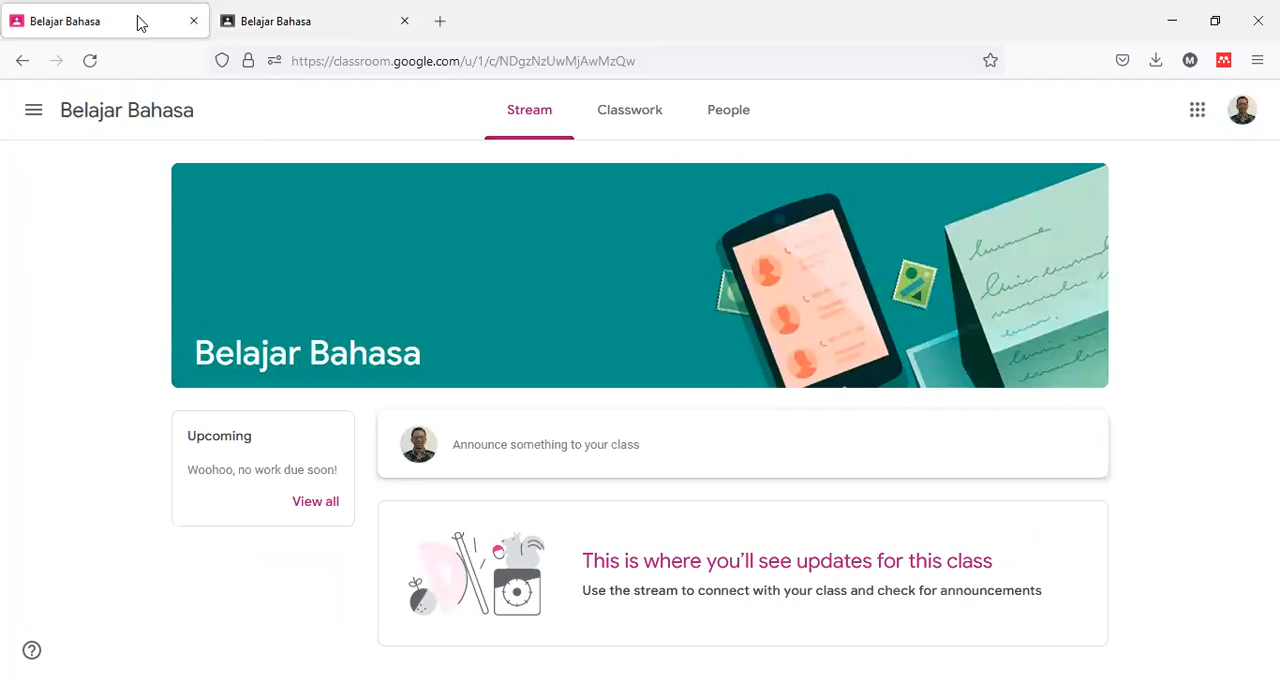 Belajar Bahasa
Belajar Bahasa
https://classroom.google.com/u/1/c/NDgzNzUwMjAwMzQw
M
Belajar Bahasa
Stream
Classwork
People
Belajar Bahasa
Upcoming
Woohoo, no work due soon!
View all
Announce something to your class
This is where you'll see updates for this class
Use the stream to connect with your class and check for announcements